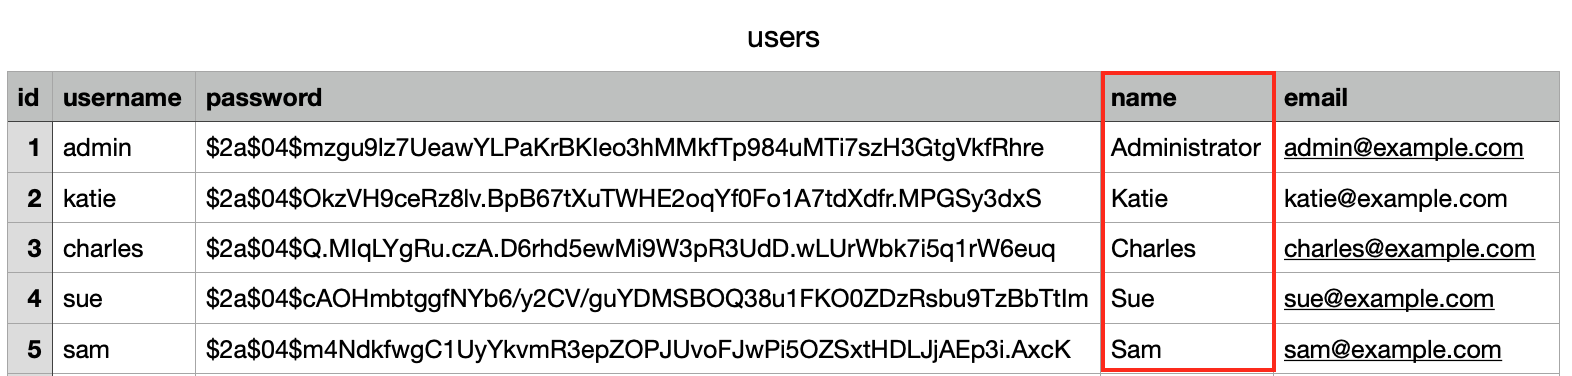 users
id username password name email
1 admin $2a$04$mzgu9lz7UeawYLPaKrBKIeo3hMMkfTp984uMTi7szH3GtgVkfRhre Administrator admin@example.com
2 katie $2a$04$OkzVH9ceRz8lv.BpB67tXuTWHE2oqYf0Fo1A7tdXdfr.MPGSy3dxS Katie katie@example.com
3 charles $2a$04$Q.MIqLYgRu.czA.D6rhd5ewMi9W3pR3UdD.wLUrWbk7i5q1rW6euq Charles charles@example.com
4 sue $2a$04$cAOHmbtggfNYb6/y2CV/guYDMSBOQ38u1FKO0ZDzRsbu9TzBbTtIm Sue sue@example.com
5 sam $2a$04$m4NdkfwgC1UyYkvmR3epZOPJUvoFJwPi5OZSxtHDLJjAEp3i.AxcK Sam sam@example.com